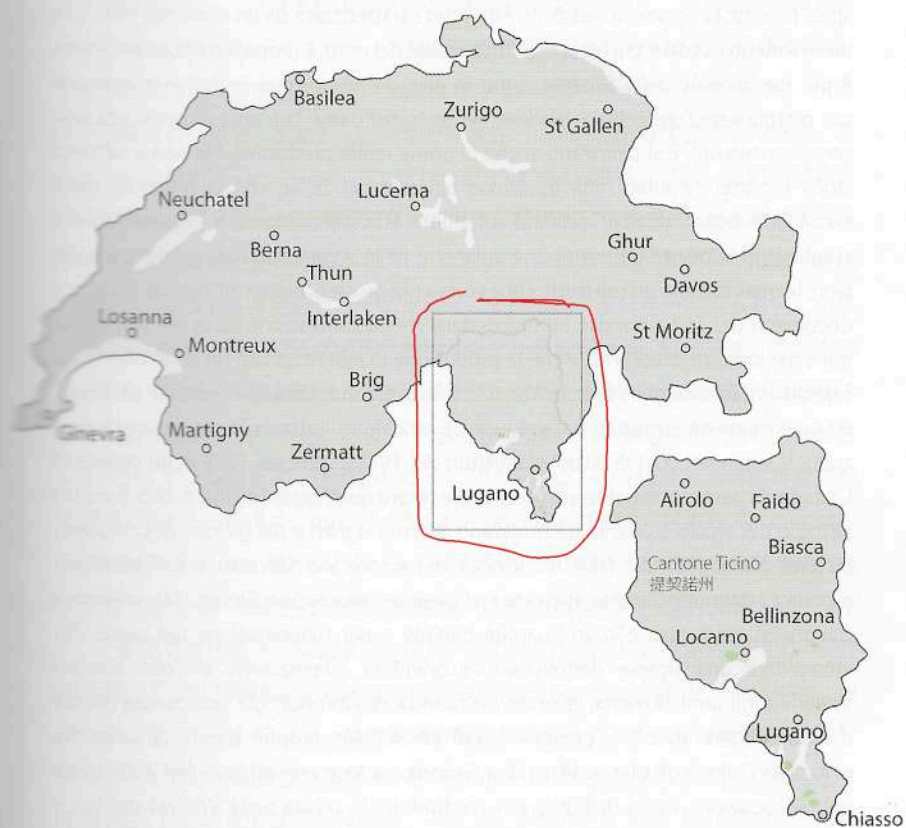 Basilea
Zurigo
St Gallen
Neuchatel
Lucerna
Berna
Ghur
Thun
Davos
Interlaken
Losanna
Montreux
St Moritz
Brig
Ginevra
Martigny
Zermatt
Lugano
Airolo
Faido
Biasca
Cantone Ticino
提契諾州
Bellinzona
Locarno
Lugano
Chiasso